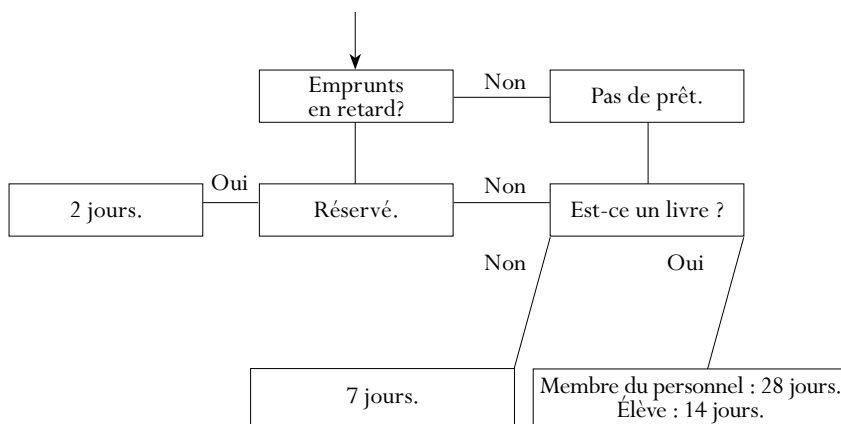 Emprunts
en retard?
Non
Pas de prêt.
Oui
2 jours.
Réservé.
Non
Est-ce un livre ?
Non
Oui
7 jours.
Membre du personnel : 28 jours.
Élève : 14 jours.